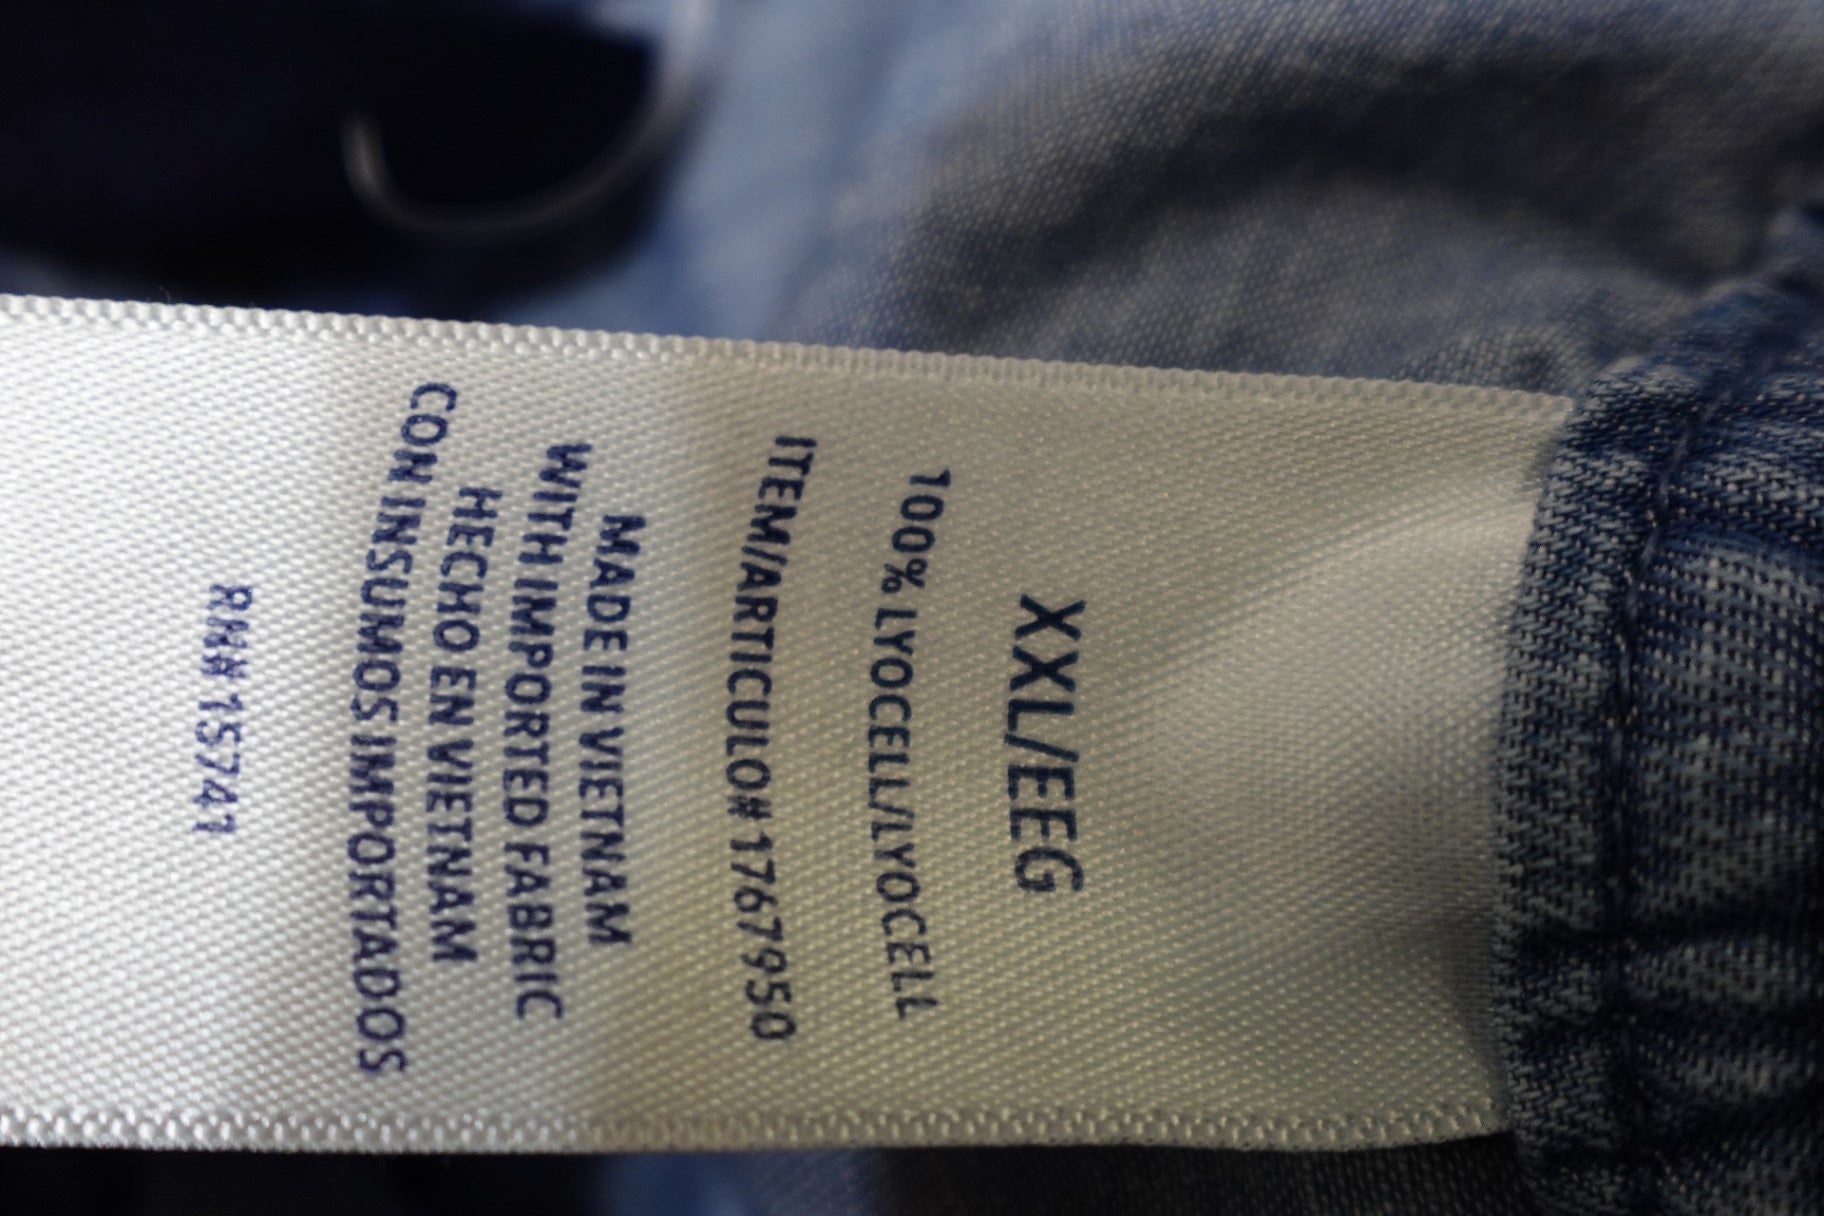 XXL/EEG
100% LYOCELL/LYOCELL
ITEM/ARTICULO#1767950
MADE IN VIETNAM
WITH IMPORTED FABRIC
HECHO EN VIETNAM
CON INSUMOS IMPORTADOS
RN#15741